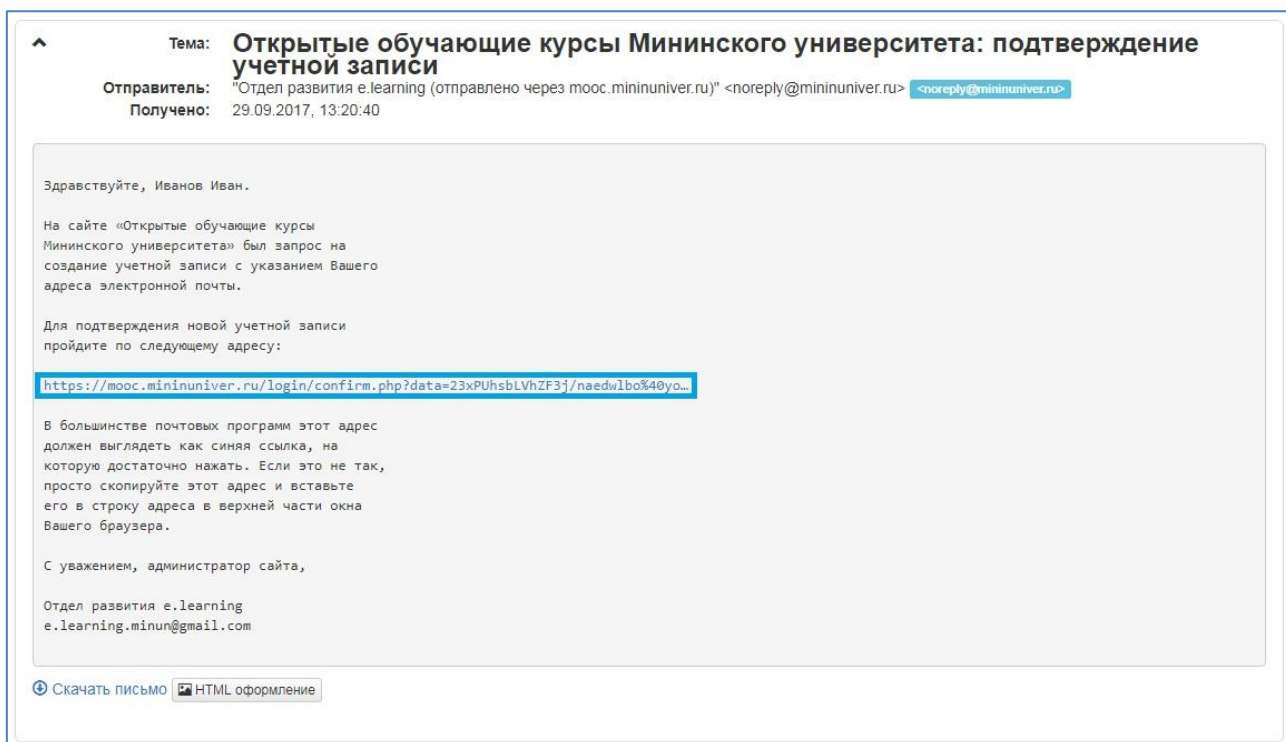 Тема: Открытые обучающие курсы Мининского университета: подтверждение
учетной записи
Отправитель: "Отдел развития e.learning (отправлено через mooc.mininuniver.ru)" <noreply@mininuniver.ru> <noreply@mininuniver.ru>
Получено: 29.09.2017, 13:20:40
Здравствуйте, Иванов Иван.
На сайте «Открытые обучающие курсы
Мининского университета» был запрос на
создание учетной записи с указанием Вашего
адреса электронной почты.
Для подтверждения новой учетной записи
пройдите по следующему адресу:
https://mooc.mininuniver.ru/login/confirm.php?data=23xPUhsbLVhZF3j/naedwlbo%40yo…
В большинстве почтовых программ этот адрес
должен выглядеть как синяя ссылка, на
которую достаточно нажать. Если это не так,
просто скопируйте этот адрес и вставьте
его в строку адреса в верхней части окна
Вашего браузера.
С уважением, администратор сайта,
Отдел развития e.learning
e.learning.minun@gmail.com
Скачать письмо HTML оформление